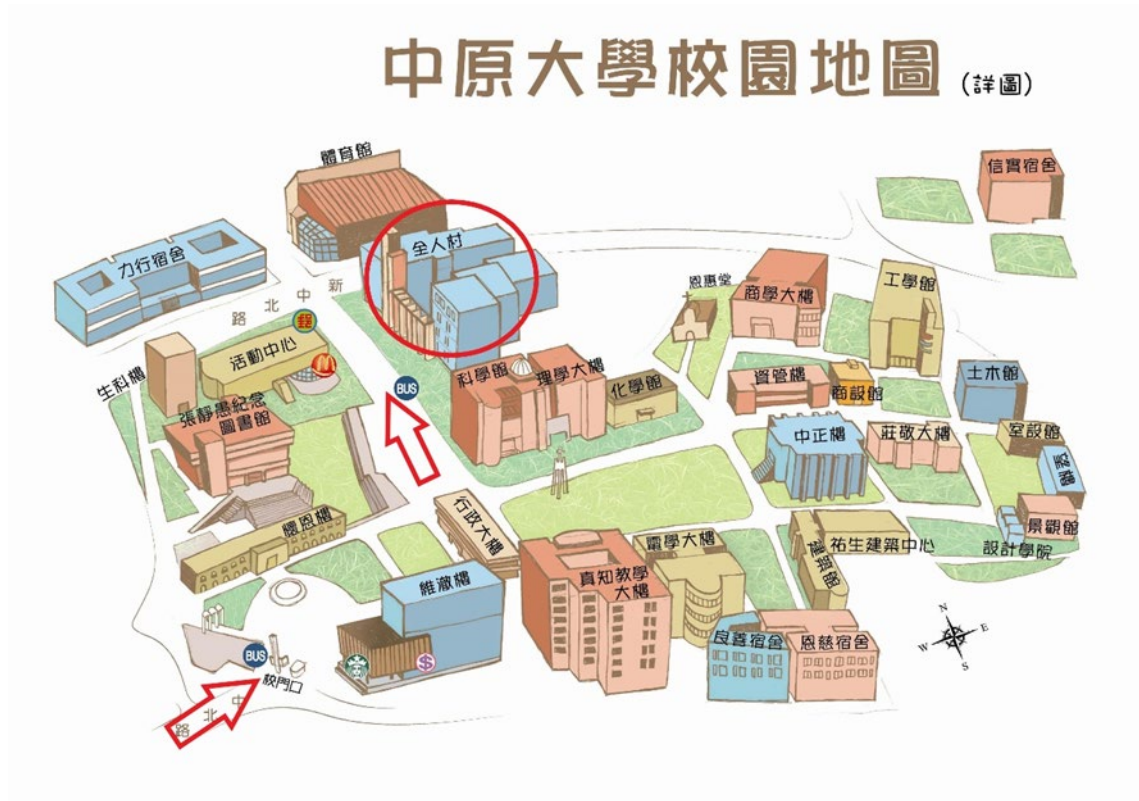 中原大學校園地圖 (詳圖)
體育館
信實宿舍
全人村
力行宿舍
恩惠堂
商學大樓
工學館
新中北路
郵
活動中心
生科樓
BUS
科學館
理學大樓
化學館
資管樓
商設館
土木館
張靜愚紀念
圖書館
中正樓
莊敬大樓
室設館
懷恩樓
行政大樓
電學大樓
建築館
祐生建築中心
景觀館
設計學院
維澈樓
真知教學
大樓
良善宿舍
恩慈宿舍
N
W
E
S
BUS
$
校門口
中北路